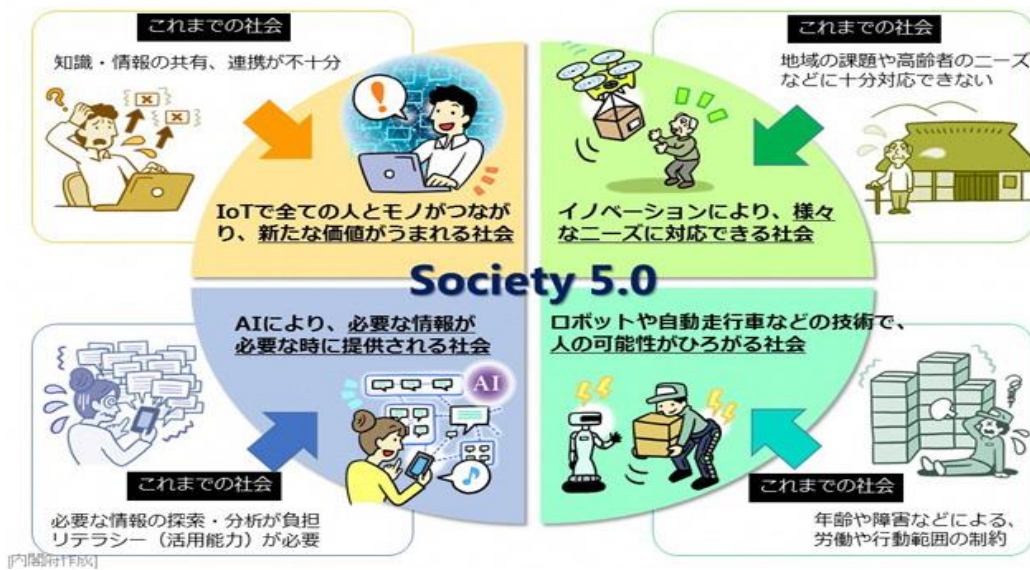 これまでの社会
知識・情報の共有、連携が不十分
IoTで全ての人とモノがつなが
り、新たな価値がうまれる社会
これまでの社会
地域の課題や高齢者のニーズ
などに十分対応できない
イノベーションにより、様々
なニーズに対応できる社会
Society 5.0
AIにより、必要な情報が
必要な時に提供される社会
AI
これまでの社会
必要な情報の探索・分析が負担
リテラシー（活用能力）が必要
ロボットや自動走行車などの技術で、
人の可能性がひろがる社会
これまでの社会
年齢や障害などによる、
労働や行動範囲の制約
[内閣府作成]